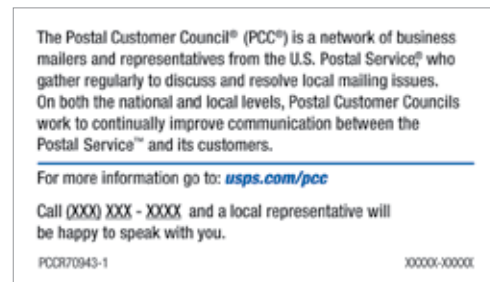 The Postal Customer Council® (PCC®) is a network of business
mailers and representatives from the U.S. Postal Service,® who
gather regularly to discuss and resolve local mailing issues.
On both the national and local levels, Postal Customer Councils
work to continually improve communication between the
Postal Service™ and its customers.
For more information go to: usps.com/pcc
Call (XXX) XXX - XXXX and a local representative will
be happy to speak with you.
PCCR70943-1 XXXXX-XXXXX